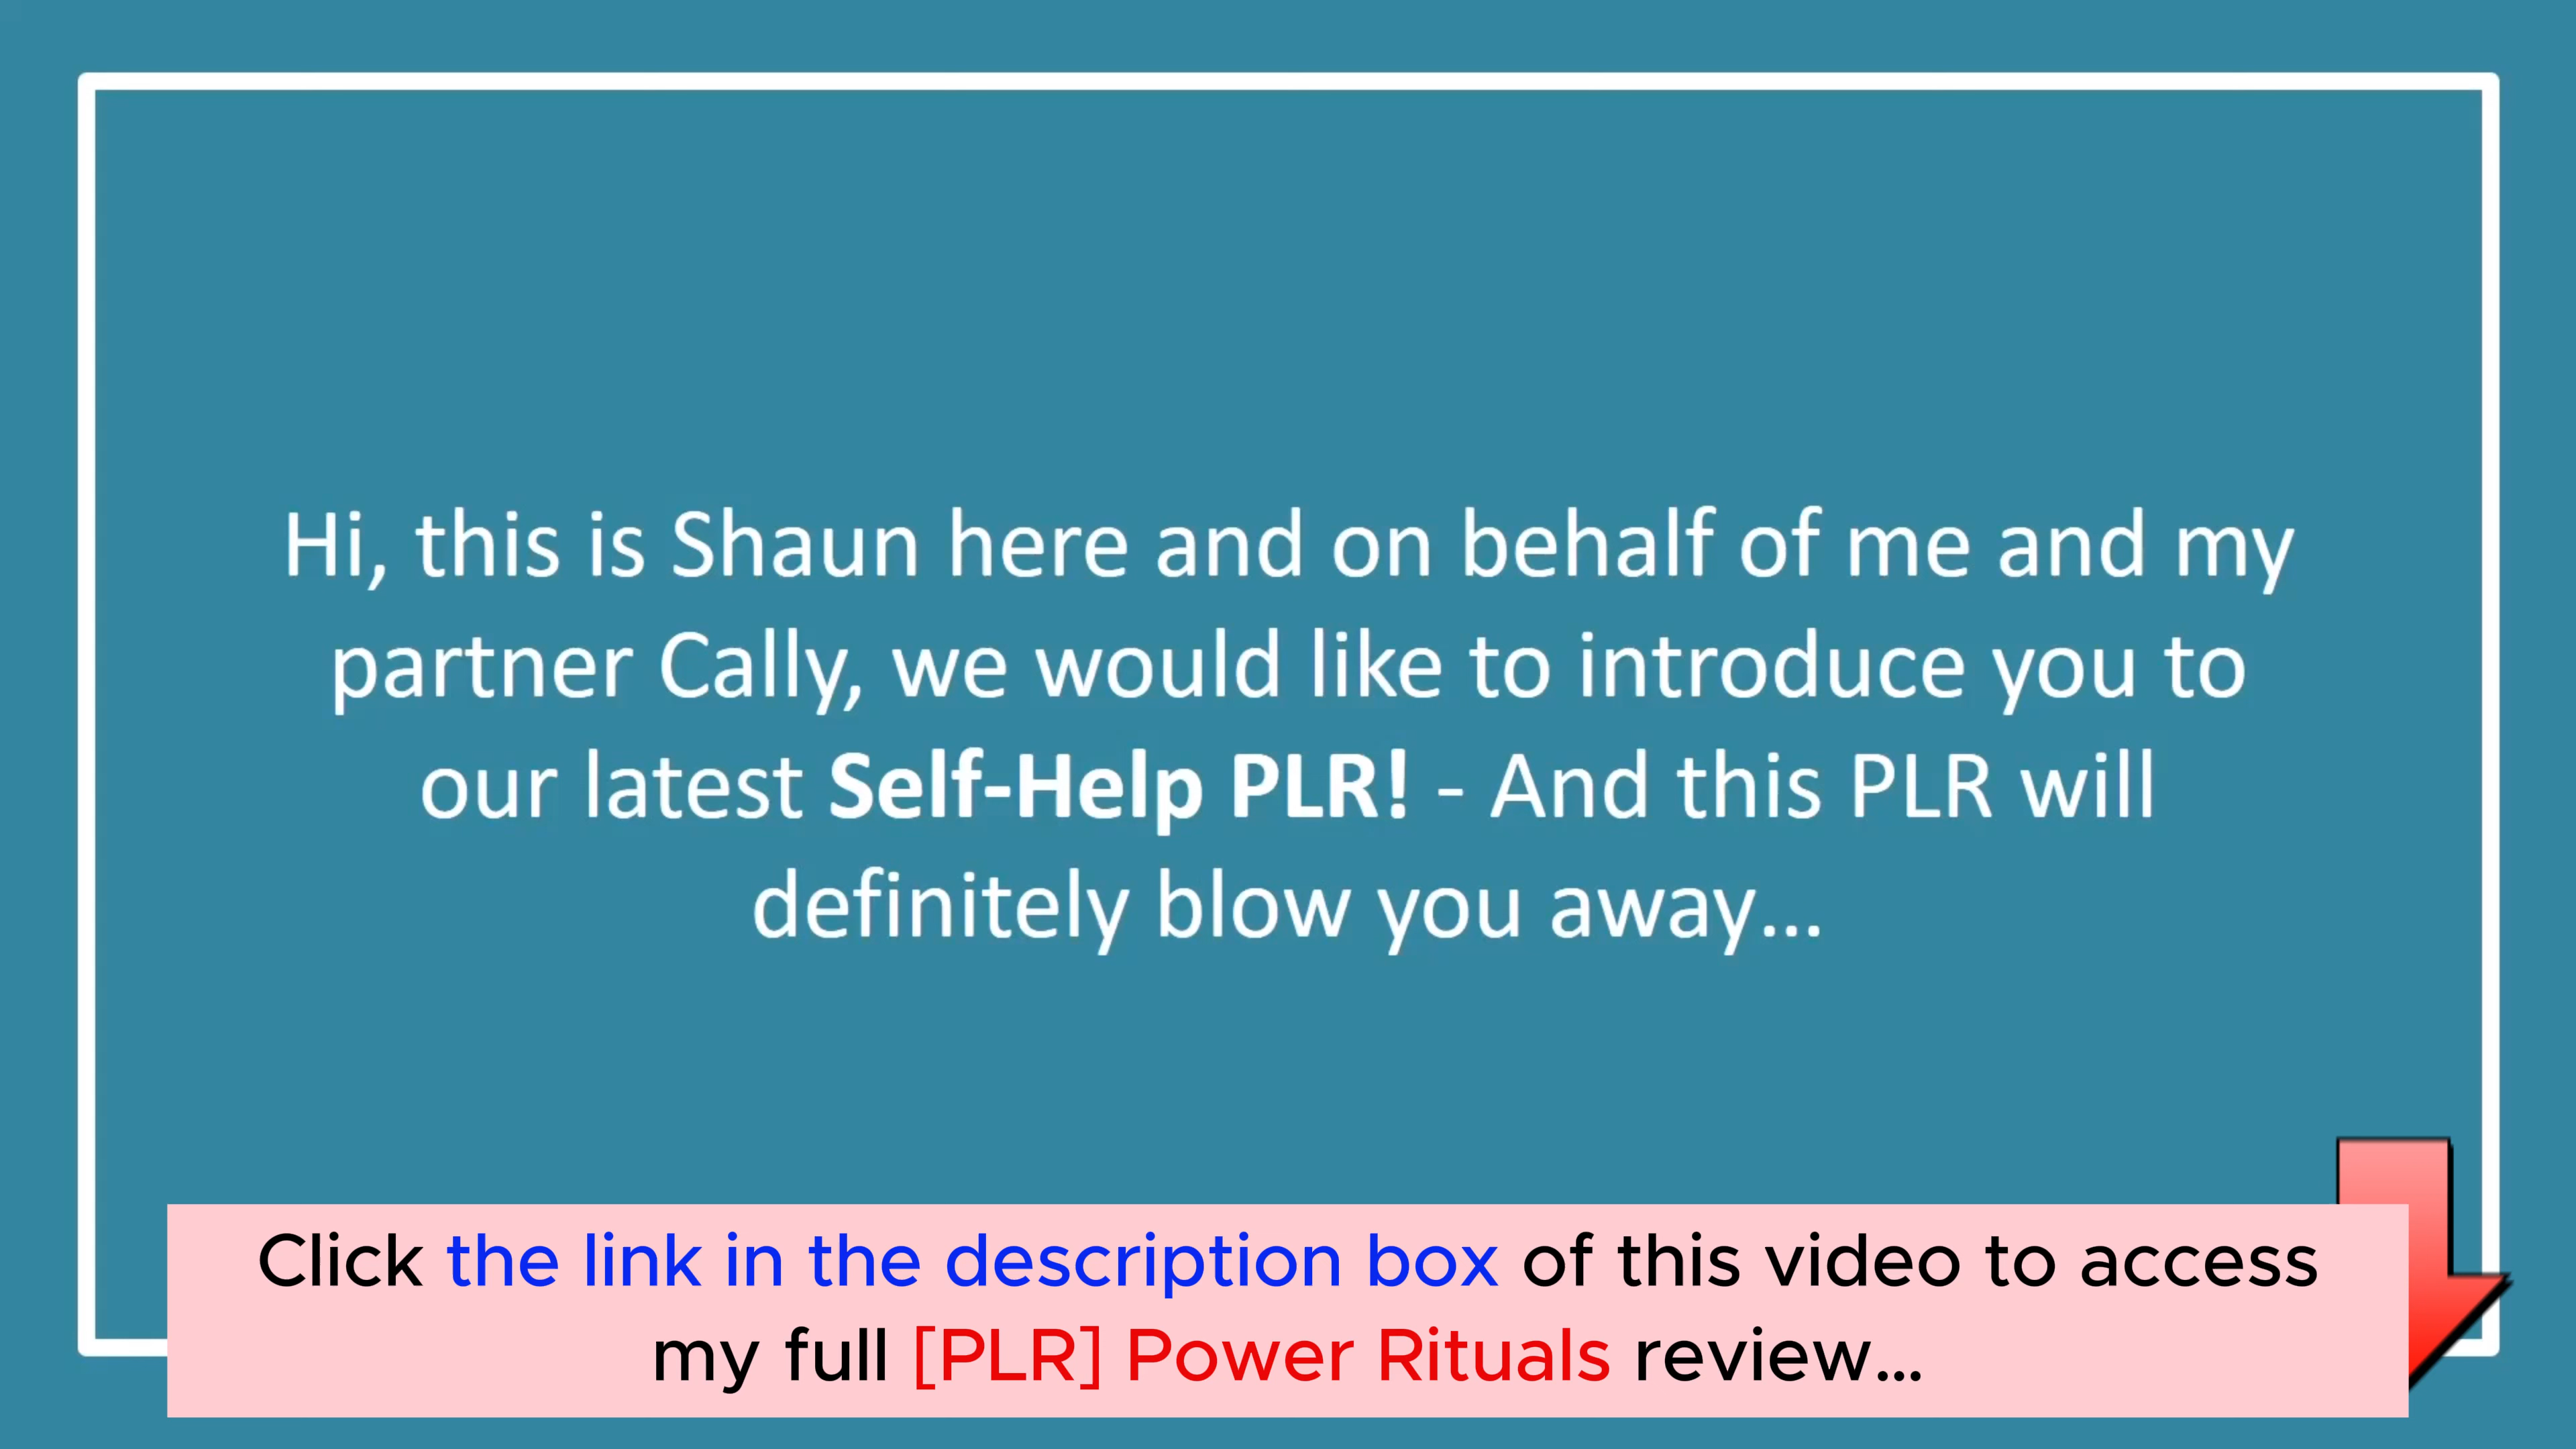 Hi, this is Shaun here and on behalf of me and my
partner Cally, we would like to introduce you to
our latest Self-Help PLR! - And this PLR will
definitely blow you away...
Click the link in the description box of this video to access
my full [PLR] Power Rituals review...